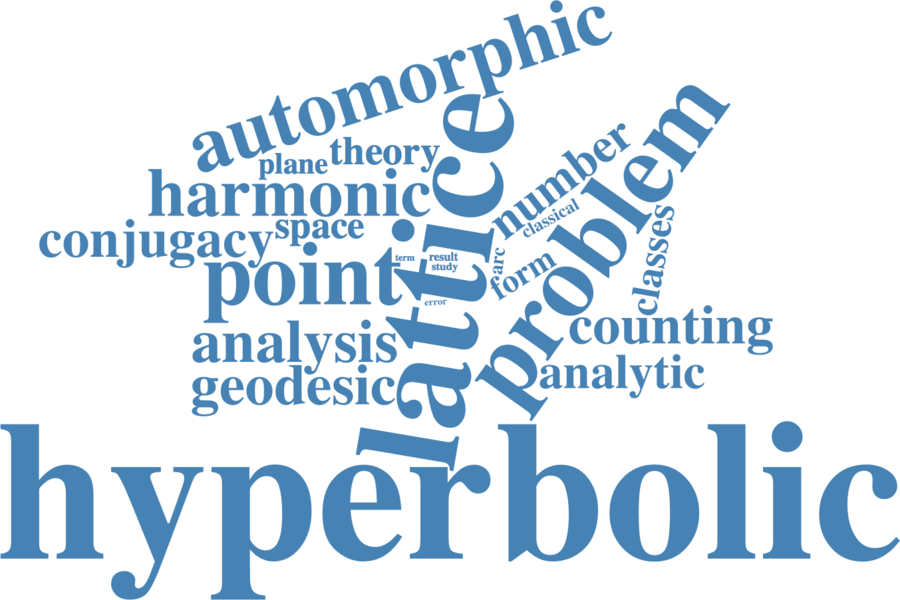 automorphic
lattice
problem
plane
theory
number
harmonic
classical
space
conjugacy
classes
point
term
result
study
arc
form
error
counting
analysis
analytic
geodesic
hyperbolic